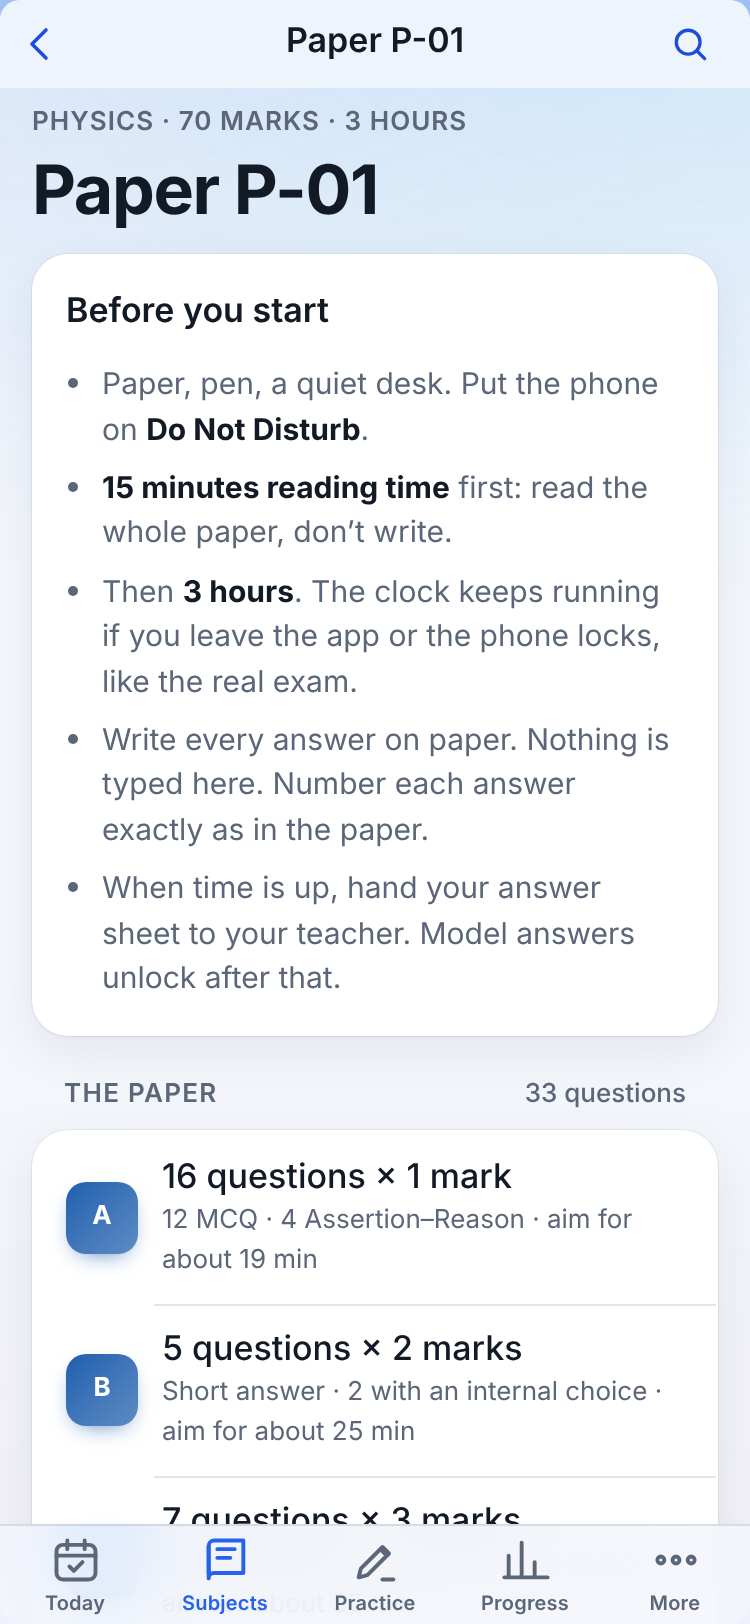 Paper P-01
PHYSICS · 70 MARKS · 3 HOURS
Paper P-01
Before you start
• Paper, pen, a quiet desk. Put the phone
on Do Not Disturb.
• 15 minutes reading time first: read the
whole paper, don’t write.
• Then 3 hours. The clock keeps running
if you leave the app or the phone locks,
like the real exam.
• Write every answer on paper. Nothing is
typed here. Number each answer
exactly as in the paper.
• When time is up, hand your answer
sheet to your teacher. Model answers
unlock after that.
THE PAPER 33 questions
A
16 questions × 1 mark
12 MCQ · 4 Assertion–Reason · aim for
about 19 min
B
5 questions × 2 marks
Short answer · 2 with an internal choice ·
aim for about 25 min
7 questions × 3 marks
Today Subjects Practice Progress More